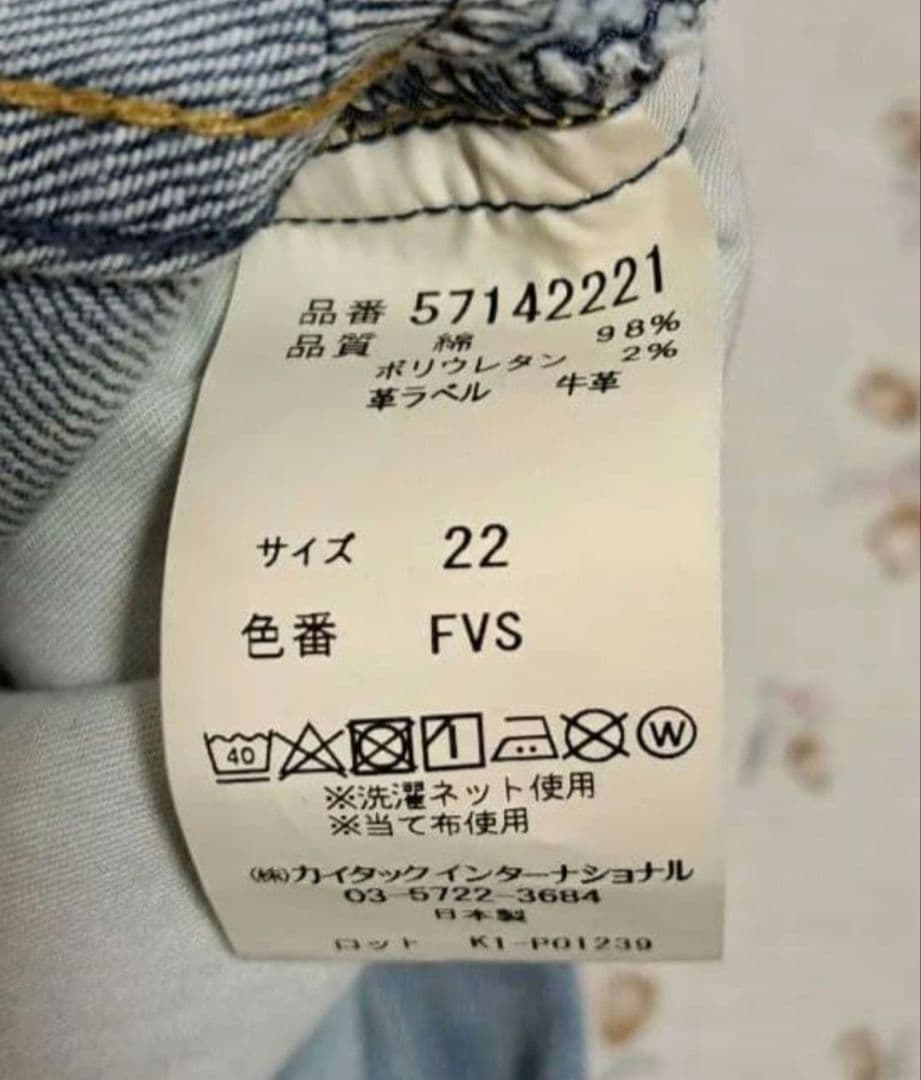 品番 57142221
品質 綿 98%
ポリウレタン 2%
革ラベル 牛革
サイズ 22
色番 FVS
40 W
※洗濯ネット使用
※当て布使用
㈱カイタックインターナショナル
03-5722-3684
日本製
ロット K1-P01239